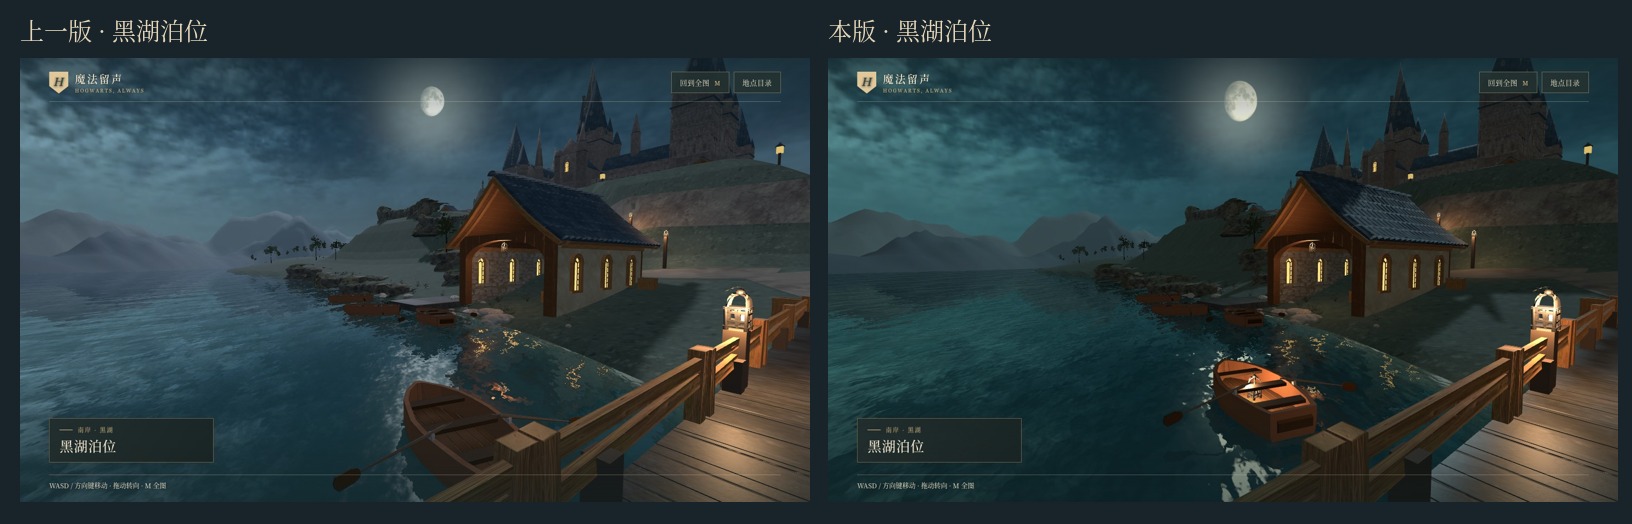 上一版 · 黑湖泊位
H
魔法留声
HOGWARTS, ALWAYS
回到全图 M
地点目录
南岸 · 黑湖
黑湖泊位
WASD / 方向键移动 · 拖动转向 · M 全图
本版 · 黑湖泊位
H
魔法留声
HOGWARTS, ALWAYS
回到全图 M
地点目录
南岸 · 黑湖
黑湖泊位
WASD / 方向键移动 · 拖动转向 · M 全图